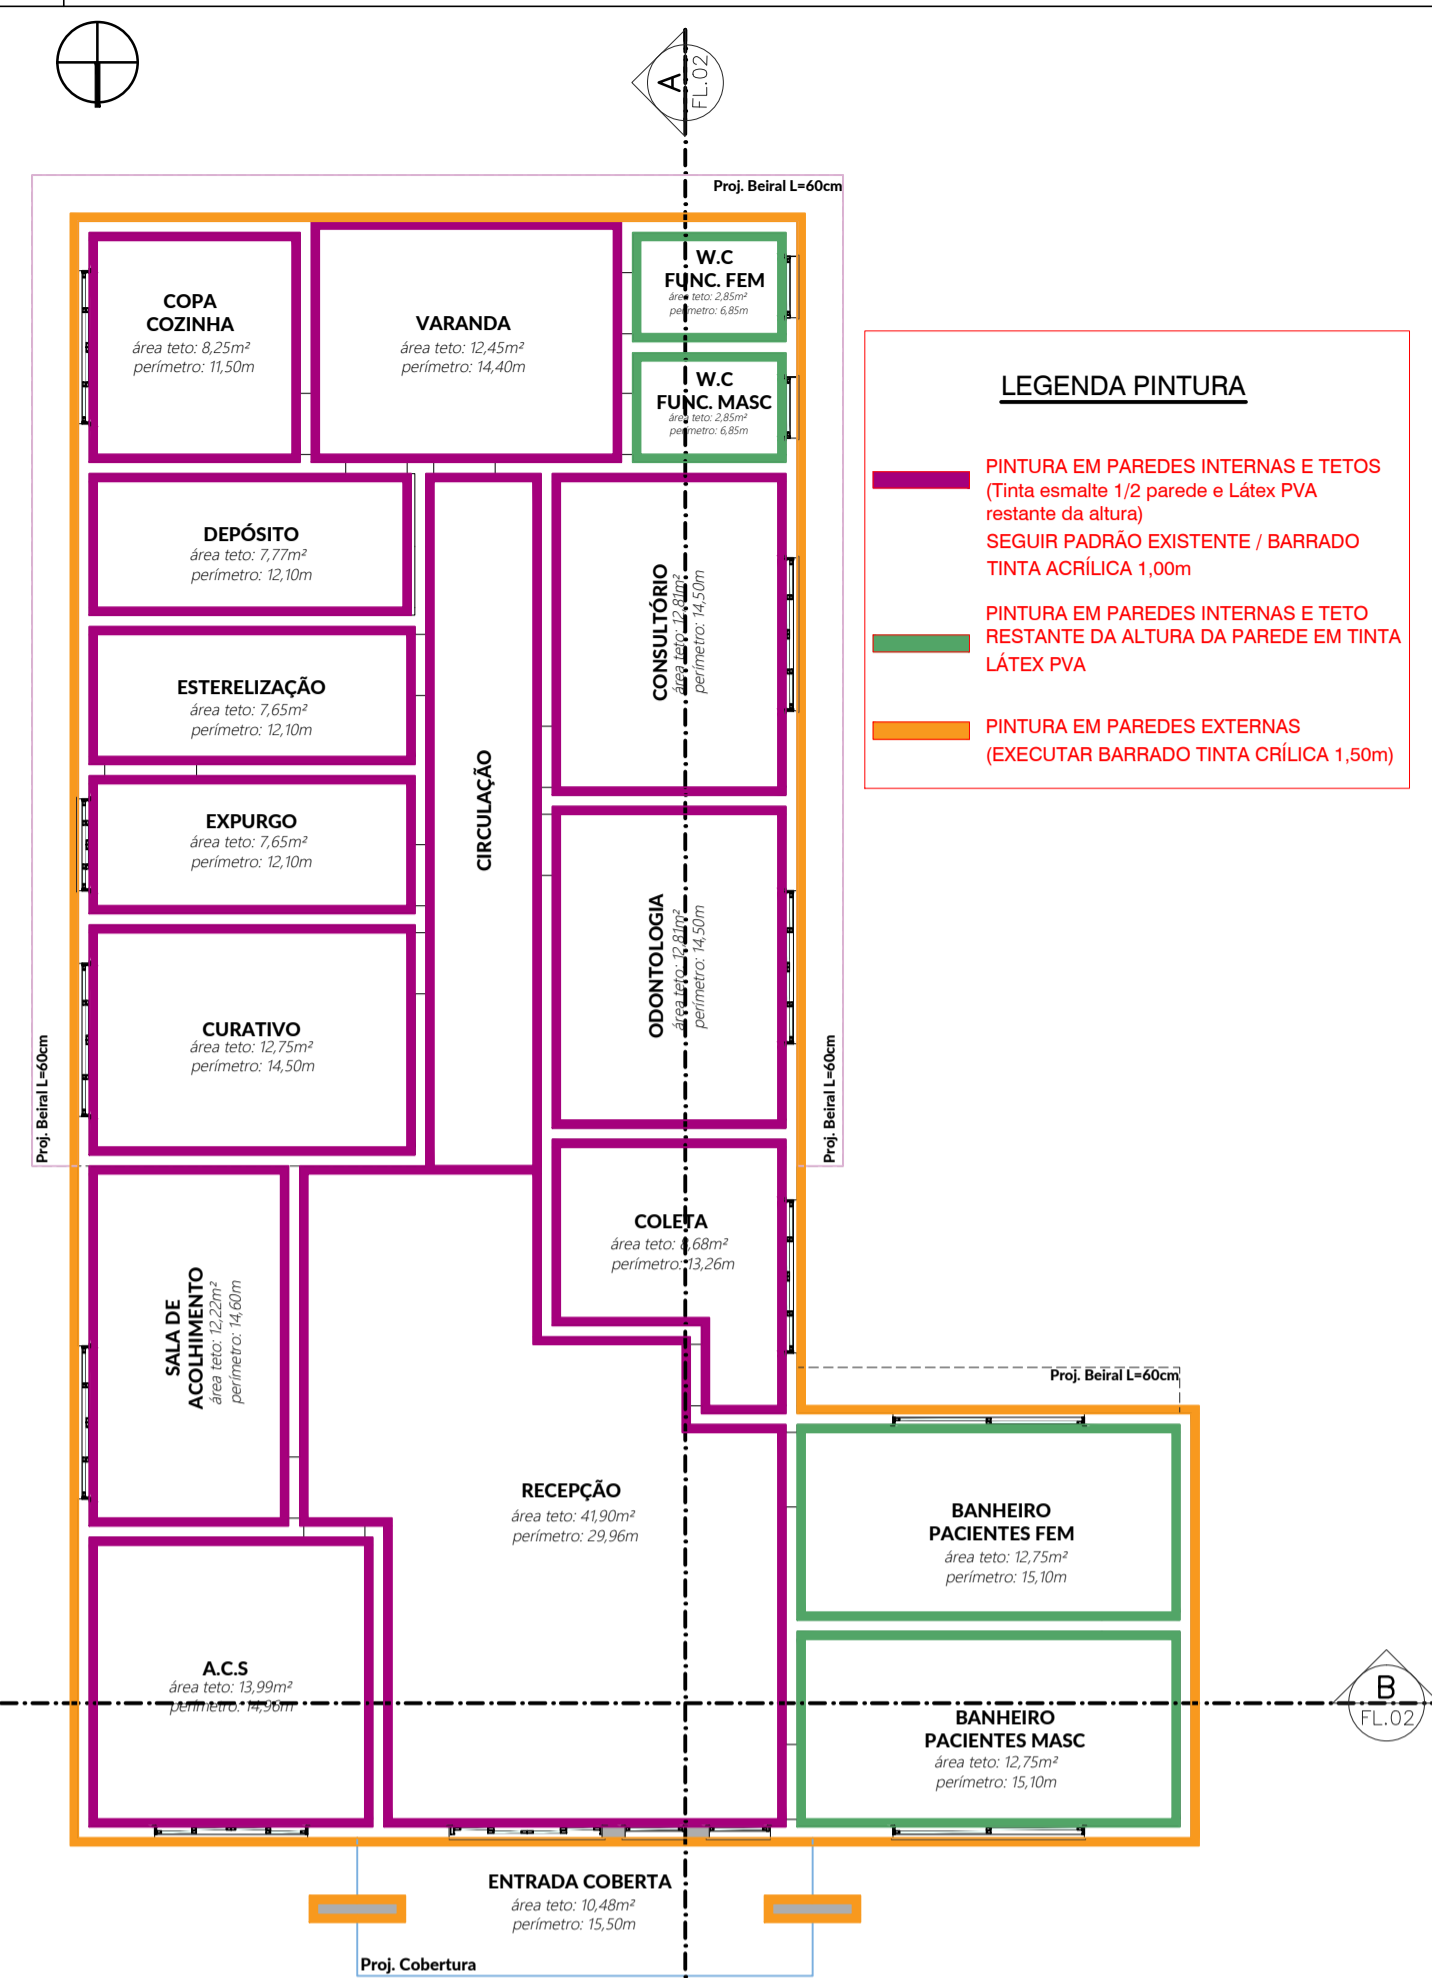 A
FL.02
Proj. Beiral L=60cm
COPA
COZINHA
área teto: 8,25m²
perímetro: 11,50m
VARANDA
área teto: 12,45m²
perímetro: 14,40m
W.C
FUNC. FEM
área teto: 2,85m²
perímetro: 6,85m
W.C
FUNC. MASC
área teto: 2,85m²
perímetro: 6,85m
LEGENDA PINTURA
PINTURA EM PAREDES INTERNAS E TETOS
(Tinta esmalte 1/2 parede e Látex PVA
restante da altura)
SEGUIR PADRÃO EXISTENTE / BARRADO
TINTA ACRÍLICA 1,00m
PINTURA EM PAREDES INTERNAS E TETO
RESTANTE DA ALTURA DA PAREDE EM TINTA
LÁTEX PVA
PINTURA EM PAREDES EXTERNAS
(EXECUTAR BARRADO TINTA CRÍLICA 1,50m)
DEPÓSITO
área teto: 7,77m²
perímetro: 12,10m
CONSULTÓRIO
área teto: 12,81m²
perímetro: 14,50m
ESTERELIZAÇÃO
área teto: 7,65m²
perímetro: 12,10m
CIRCULAÇÃO
EXPURGO
área teto: 7,65m²
perímetro: 12,10m
ODONTOLOGIA
área teto: 12,81m²
perímetro: 14,50m
CURATIVO
área teto: 12,75m²
perímetro: 14,50m
Proj. Beiral L=60cm
Proj. Beiral L=60cm
COLETA
área teto: 8,68m²
perímetro: 13,26m
SALA DE
ACOLHIMENTO
área teto: 12,22m²
perímetro: 14,60m
Proj. Beiral L=60cm
RECEPÇÃO
área teto: 41,90m²
perímetro: 29,96m
BANHEIRO
PACIENTES FEM
área teto: 12,75m²
perímetro: 15,10m
A.C.S
área teto: 13,99m²
perímetro: 14,96m
BANHEIRO
PACIENTES MASC
área teto: 12,75m²
perímetro: 15,10m
B
FL.02
ENTRADA COBERTA
área teto: 10,48m²
perímetro: 15,50m
Proj. Cobertura